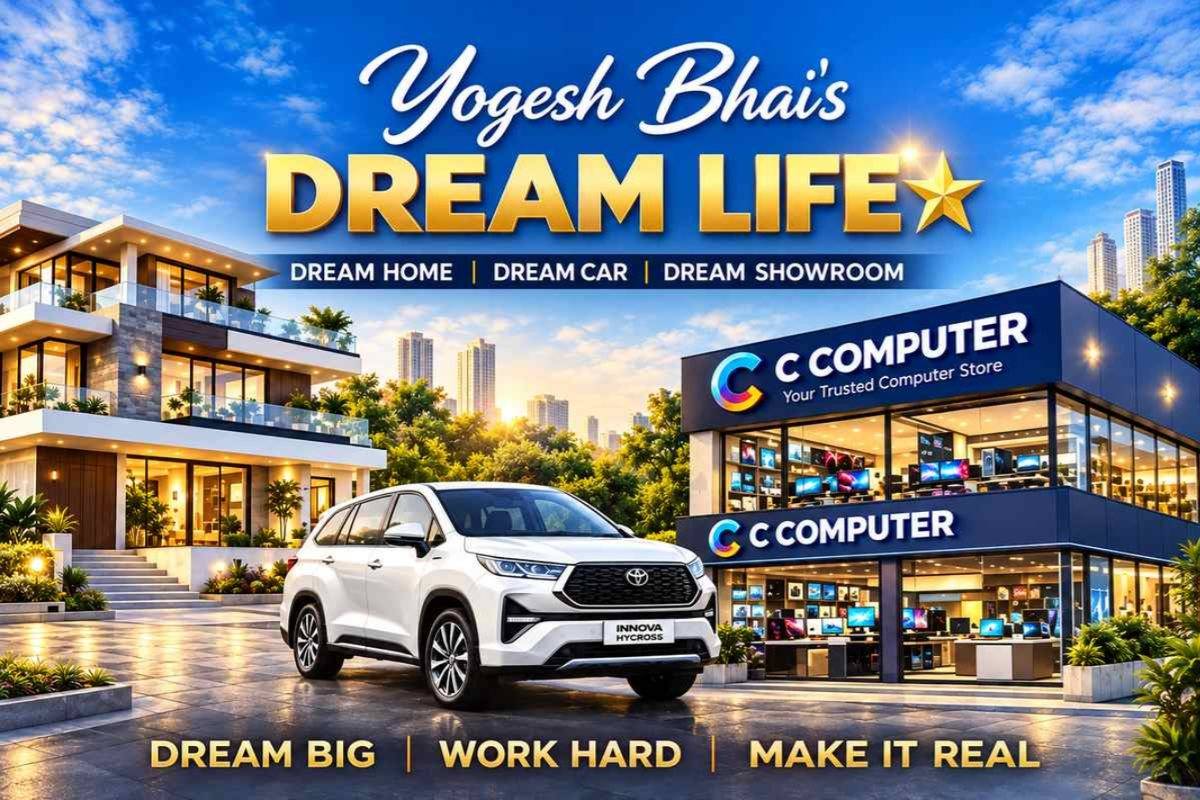 Yogesh Bhai's
DREAM LIFE
DREAM HOME | DREAM CAR | DREAM SHOWROOM
C COMPUTER
Your Trusted Computer Store
C COMPUTER
INNOVA
HYCROSS
DREAM BIG | WORK HARD | MAKE IT REAL